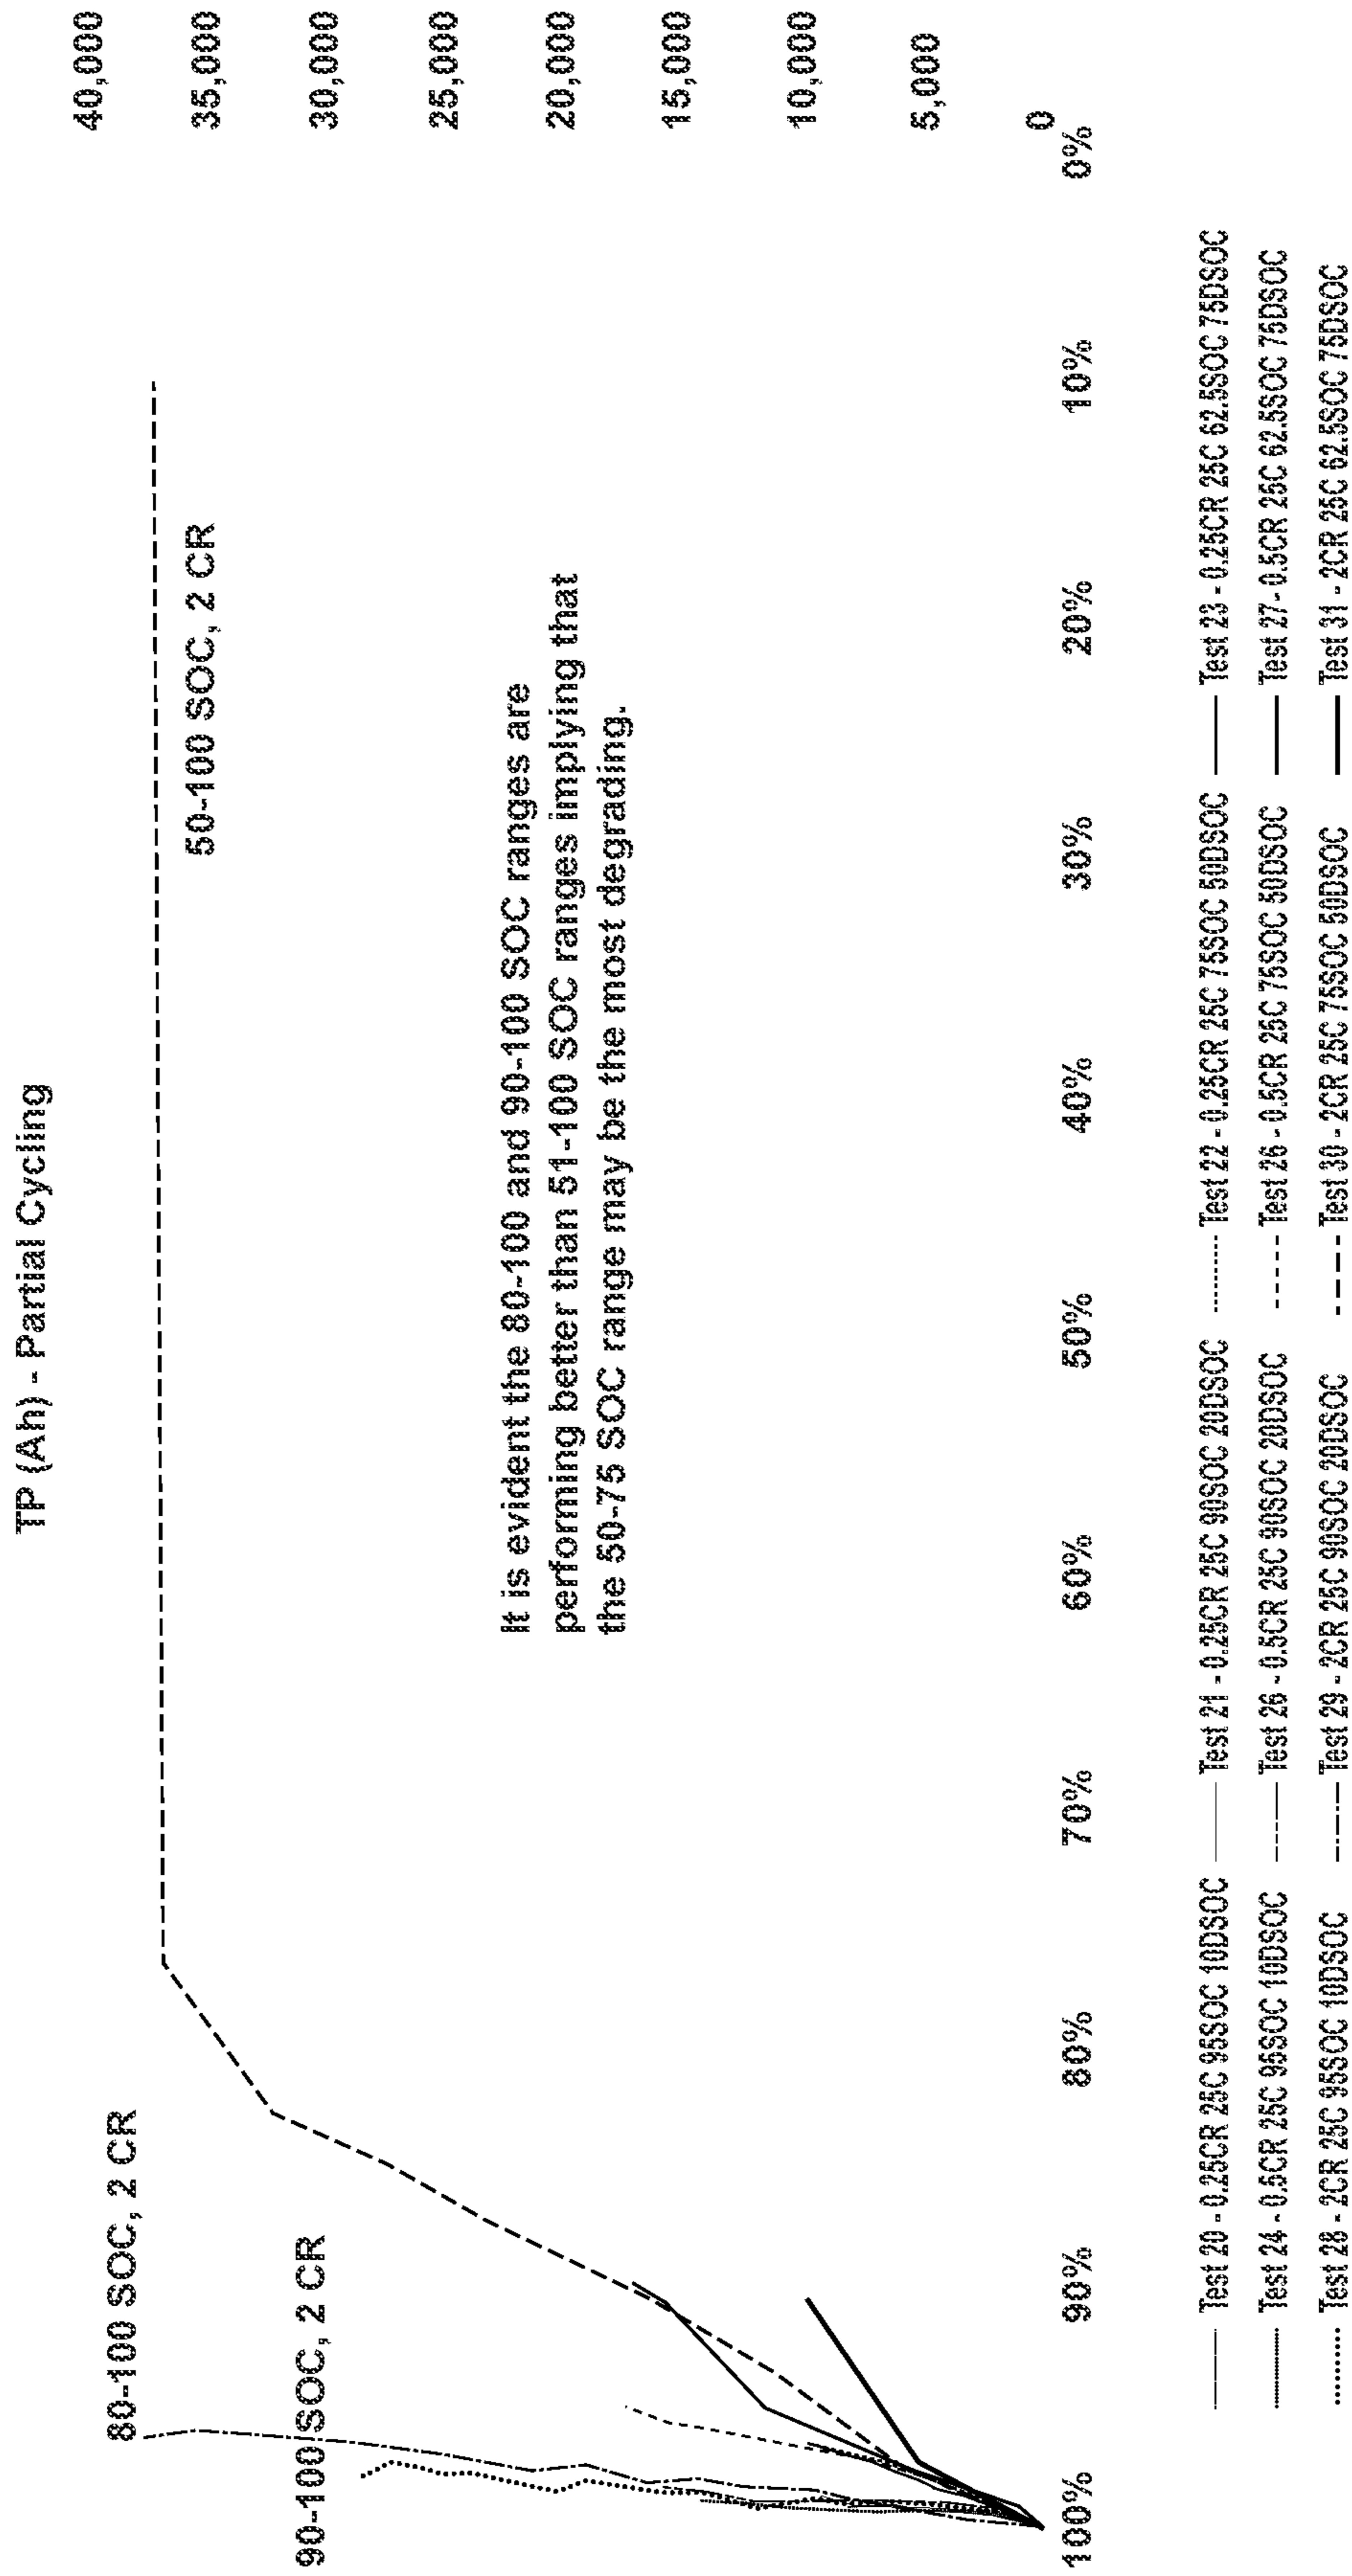 TP (Ah) - Partial Cycling
40,000
35,000
30,000
25,000
20,000
15,000
10,000
5,000
0
80-100 SOC, 2 CR
90-100 SOC, 2 CR
50-100 SOC, 2 CR
It is evident the 80-100 and 90-100 SOC ranges are
performing better than 51-100 SOC ranges implying that
the 50-75 SOC range may be the most degrading.
100% 90% 80% 70% 60% 50% 40% 30% 20% 10% 0%
Test 20 - 0.25CR 25C 95SOC 10DSOC Test 21 - 0.25CR 25C 90SOC 20DSOC Test 22 - 0.25CR 25C 75SOC 50DSOC Test 23 - 0.25CR 25C 62.5SOC 75DSOC
Test 24 - 0.5CR 25C 95SOC 10DSOC Test 26 - 0.5CR 25C 90SOC 20DSOC Test 26 - 0.5CR 25C 75SOC 50DSOC Test 27- 0.5CR 25C 62.5SOC 75DSOC
Test 28 - 2CR 25C 95SOC 10DSOC Test 29 - 2CR 25C 90SOC 20DSOC Test 30 - 2CR 25C 75SOC 50DSOC Test 31 - 2CR 25C 62.5SOC 75DSOC